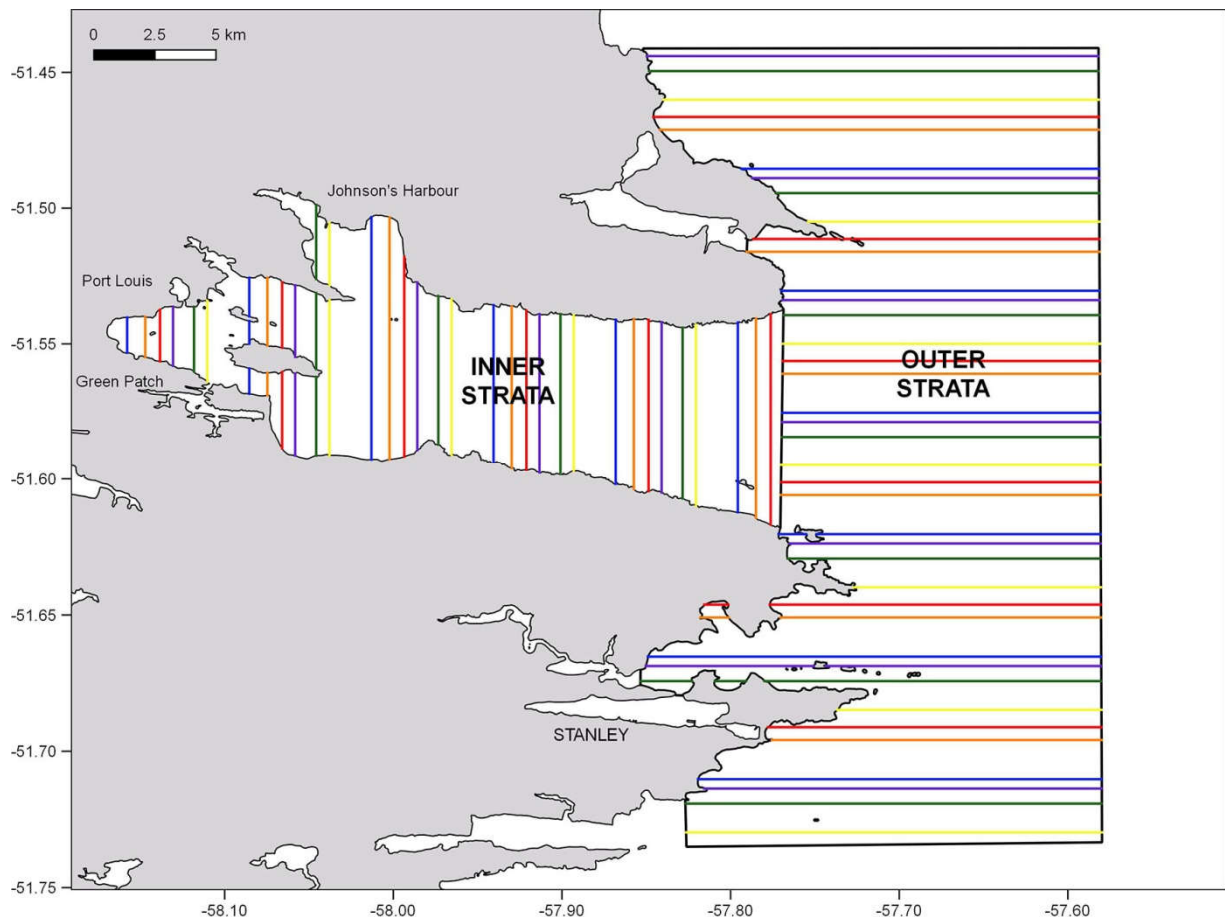 0 2.5 5 km
-51.45
-51.50
Johnson's Harbour
Port Louis
-51.55
INNER
STRATA
OUTER
STRATA
Green Patch
-51.60
-51.65
-51.70
STANLEY
-51.75
-58.10 -58.00 -57.90 -57.80 -57.70 -57.60